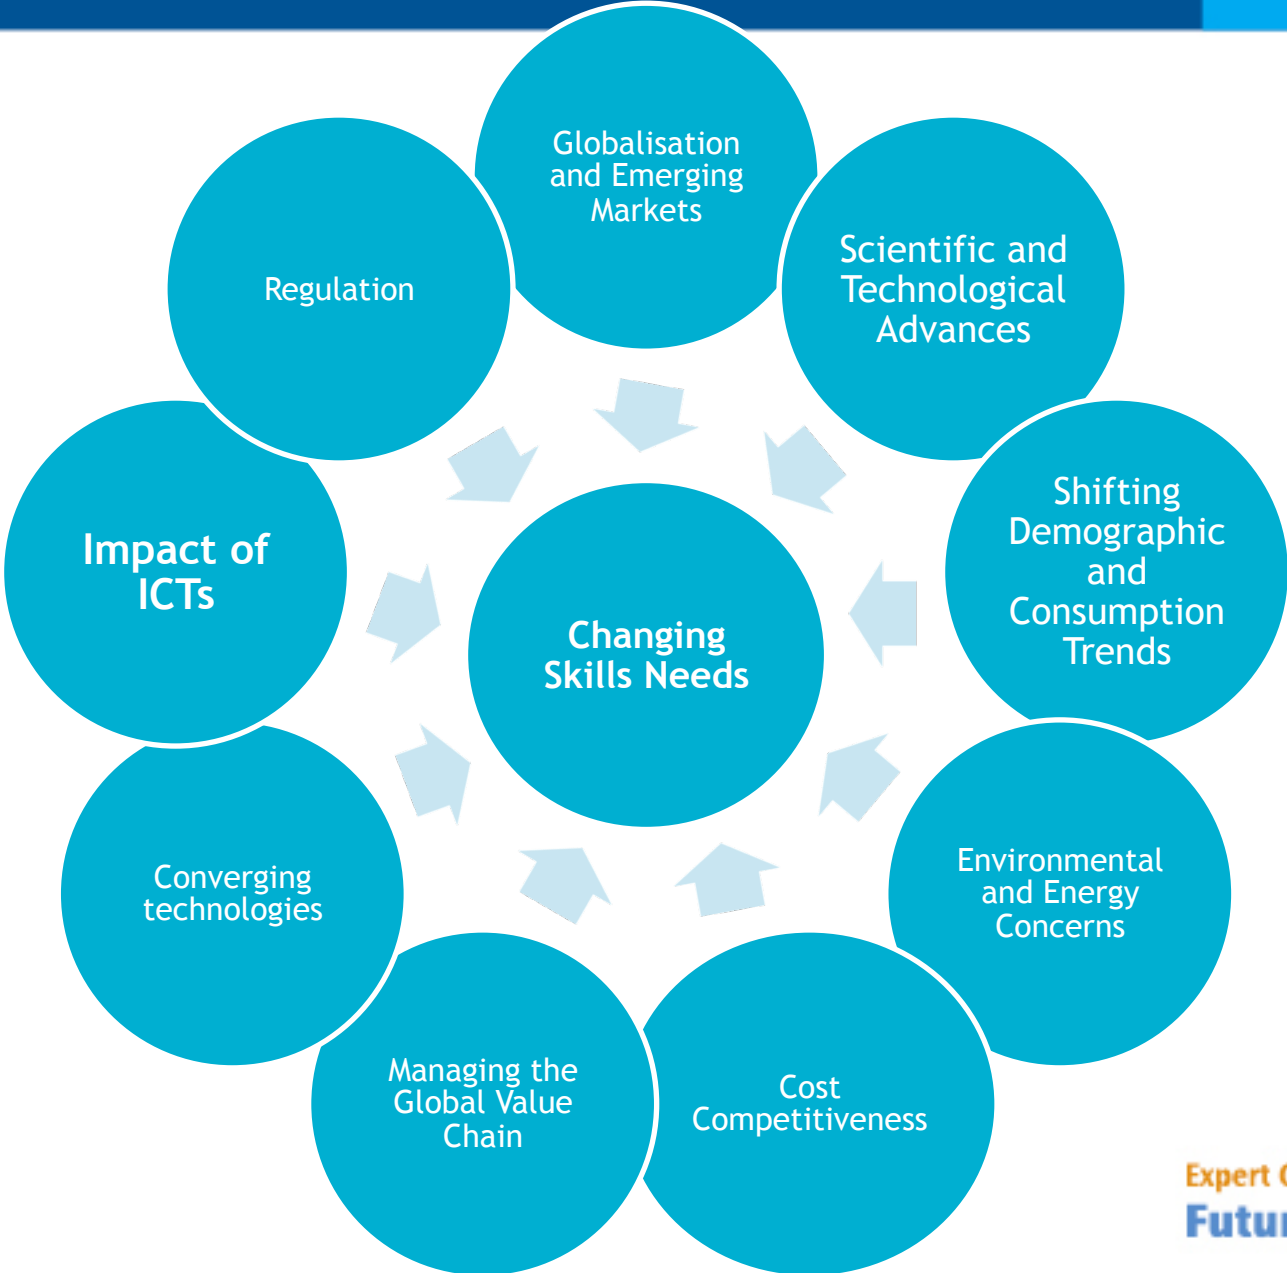 Globalisation
and Emerging
Markets
Scientific and
Technological
Advances
Shifting
Demographic
and
Consumption
Trends
Environmental
and Energy
Concerns
Cost
Competitiveness
Managing the
Global Value
Chain
Converging
technologies
Impact of
ICTs
Regulation
Changing
Skills Needs
Expert